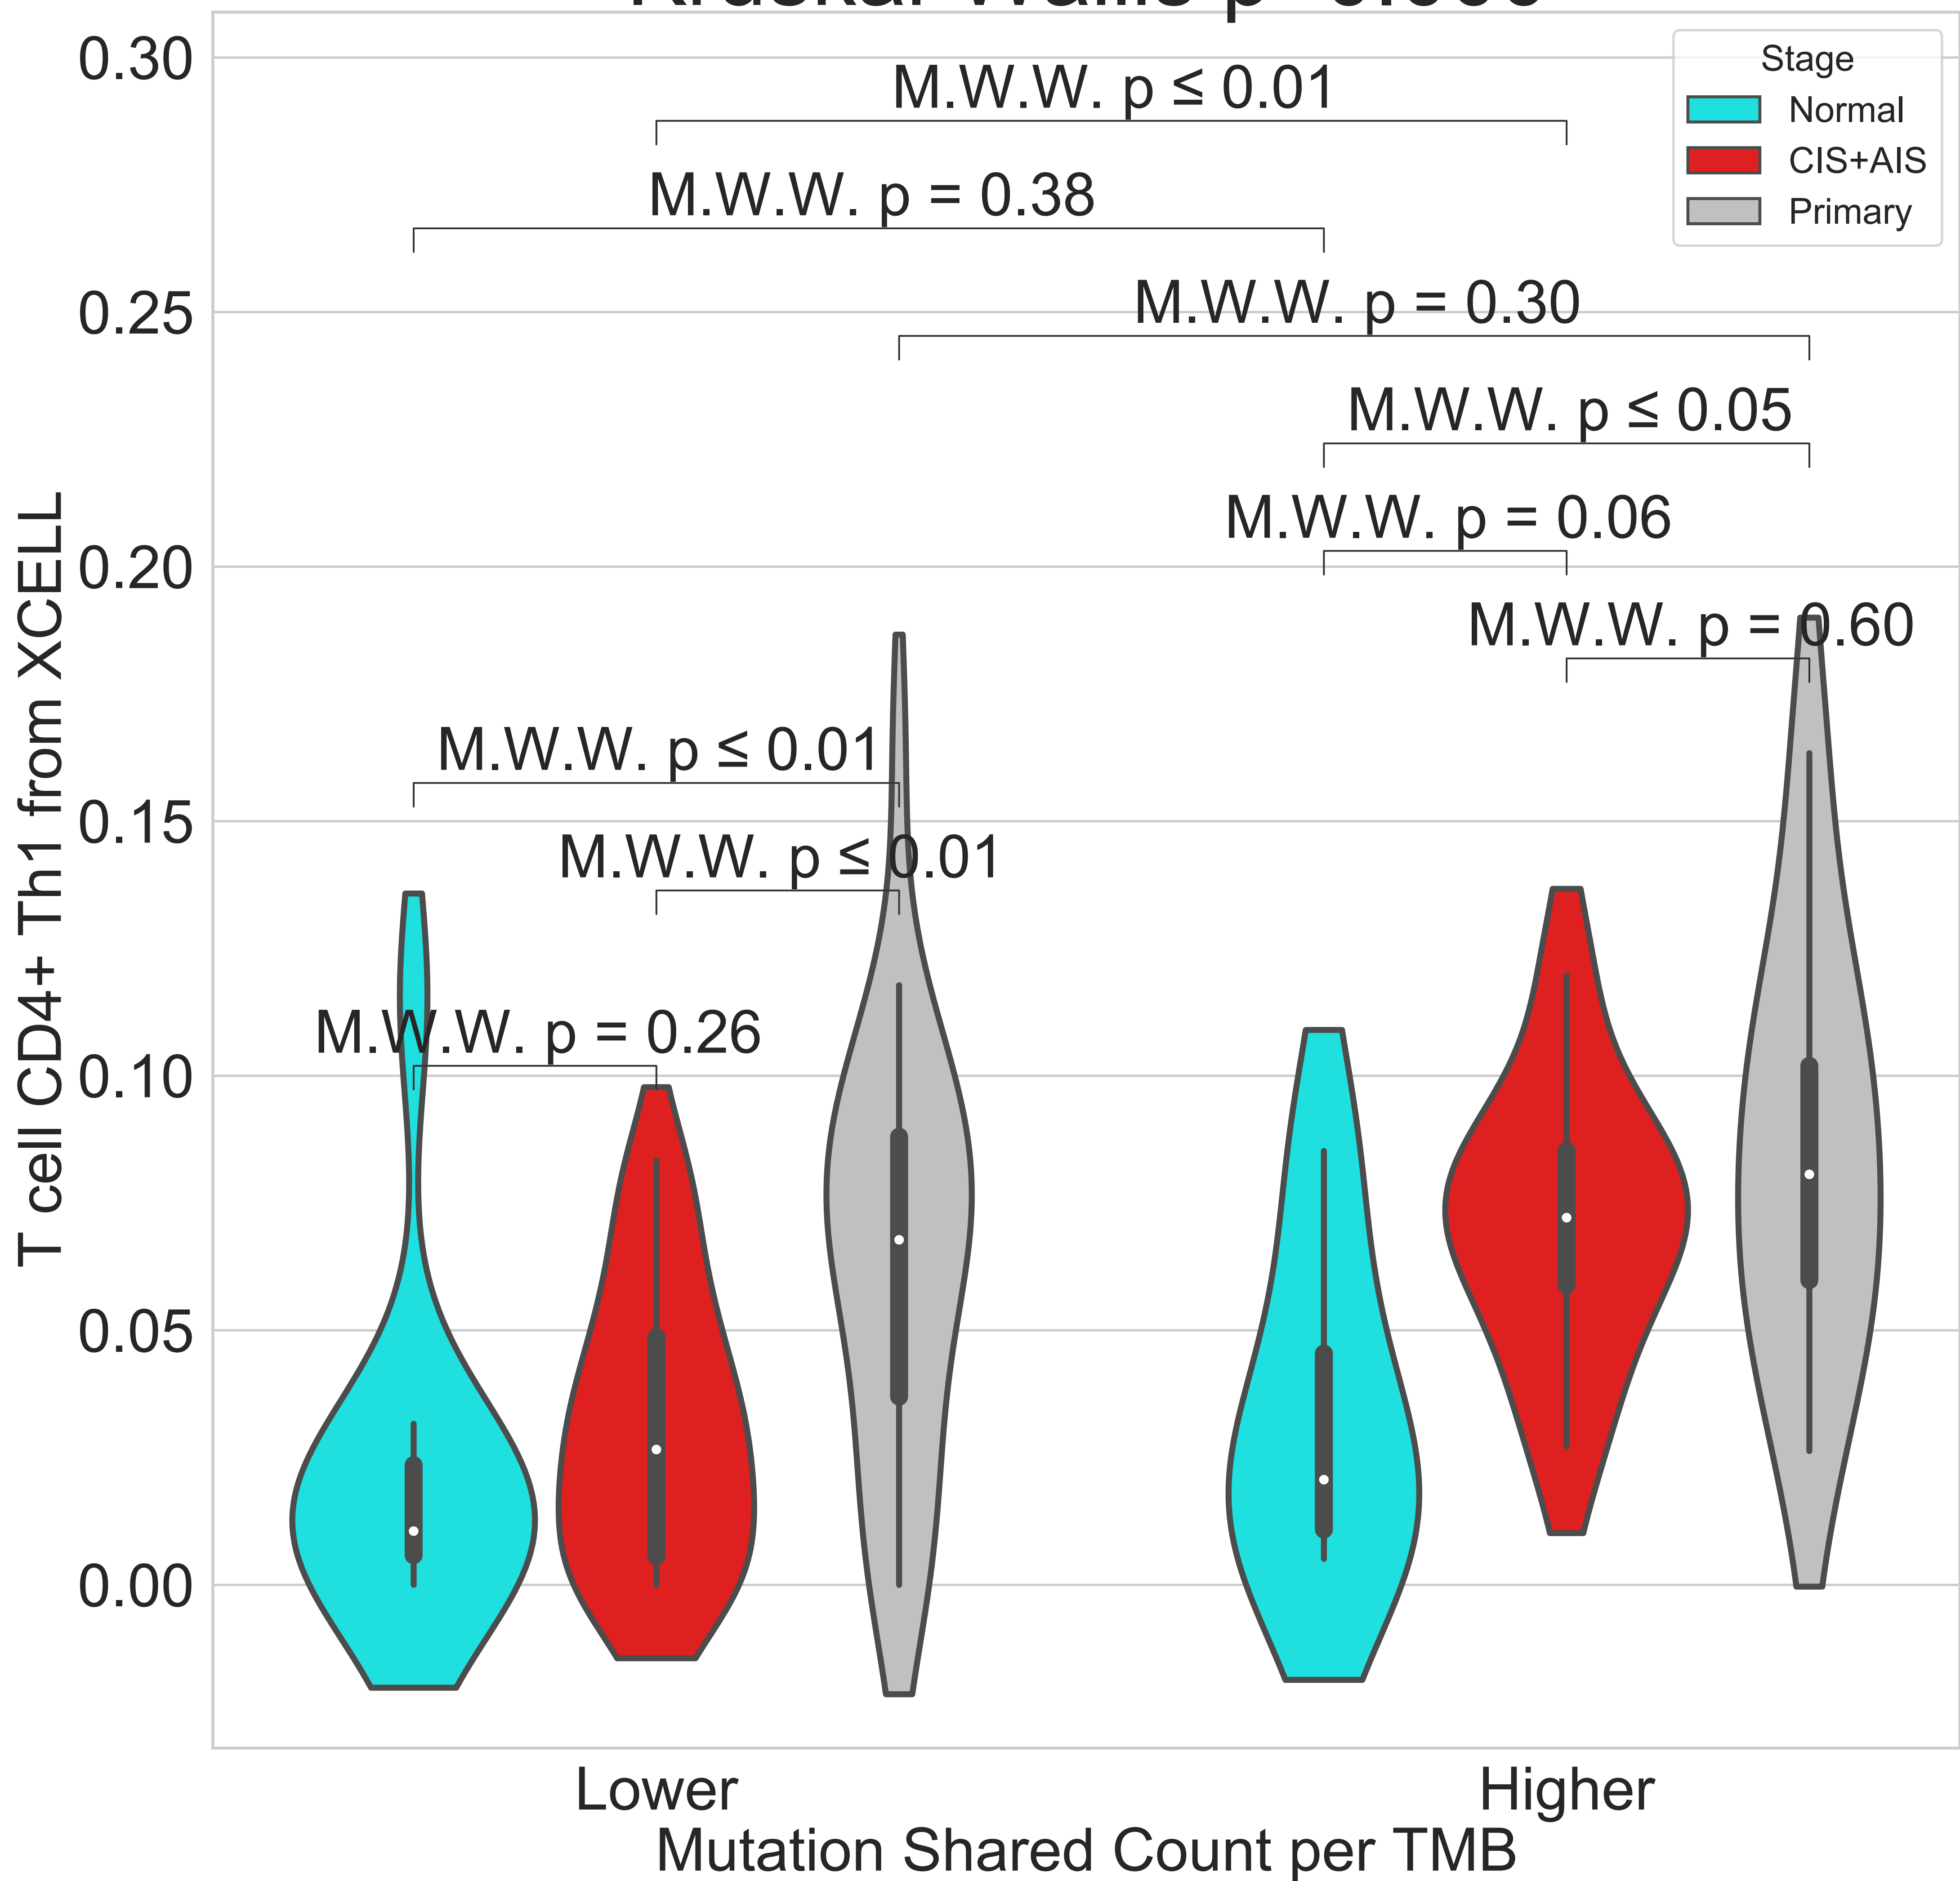 0.30
0.25
0.20
0.15
0.10
0.05
0.00
T cell CD4+ Th1 from XCELL
Stage
Normal
CIS+AIS
Primary
M.W.W. p ≤ 0.01
M.W.W. p = 0.38
M.W.W. p = 0.30
M.W.W. p ≤ 0.05
M.W.W. p = 0.06
M.W.W. p = 0.60
M.W.W. p ≤ 0.01
M.W.W. p ≤ 0.01
M.W.W. p = 0.26
Lower
Higher
Mutation Shared Count per TMB